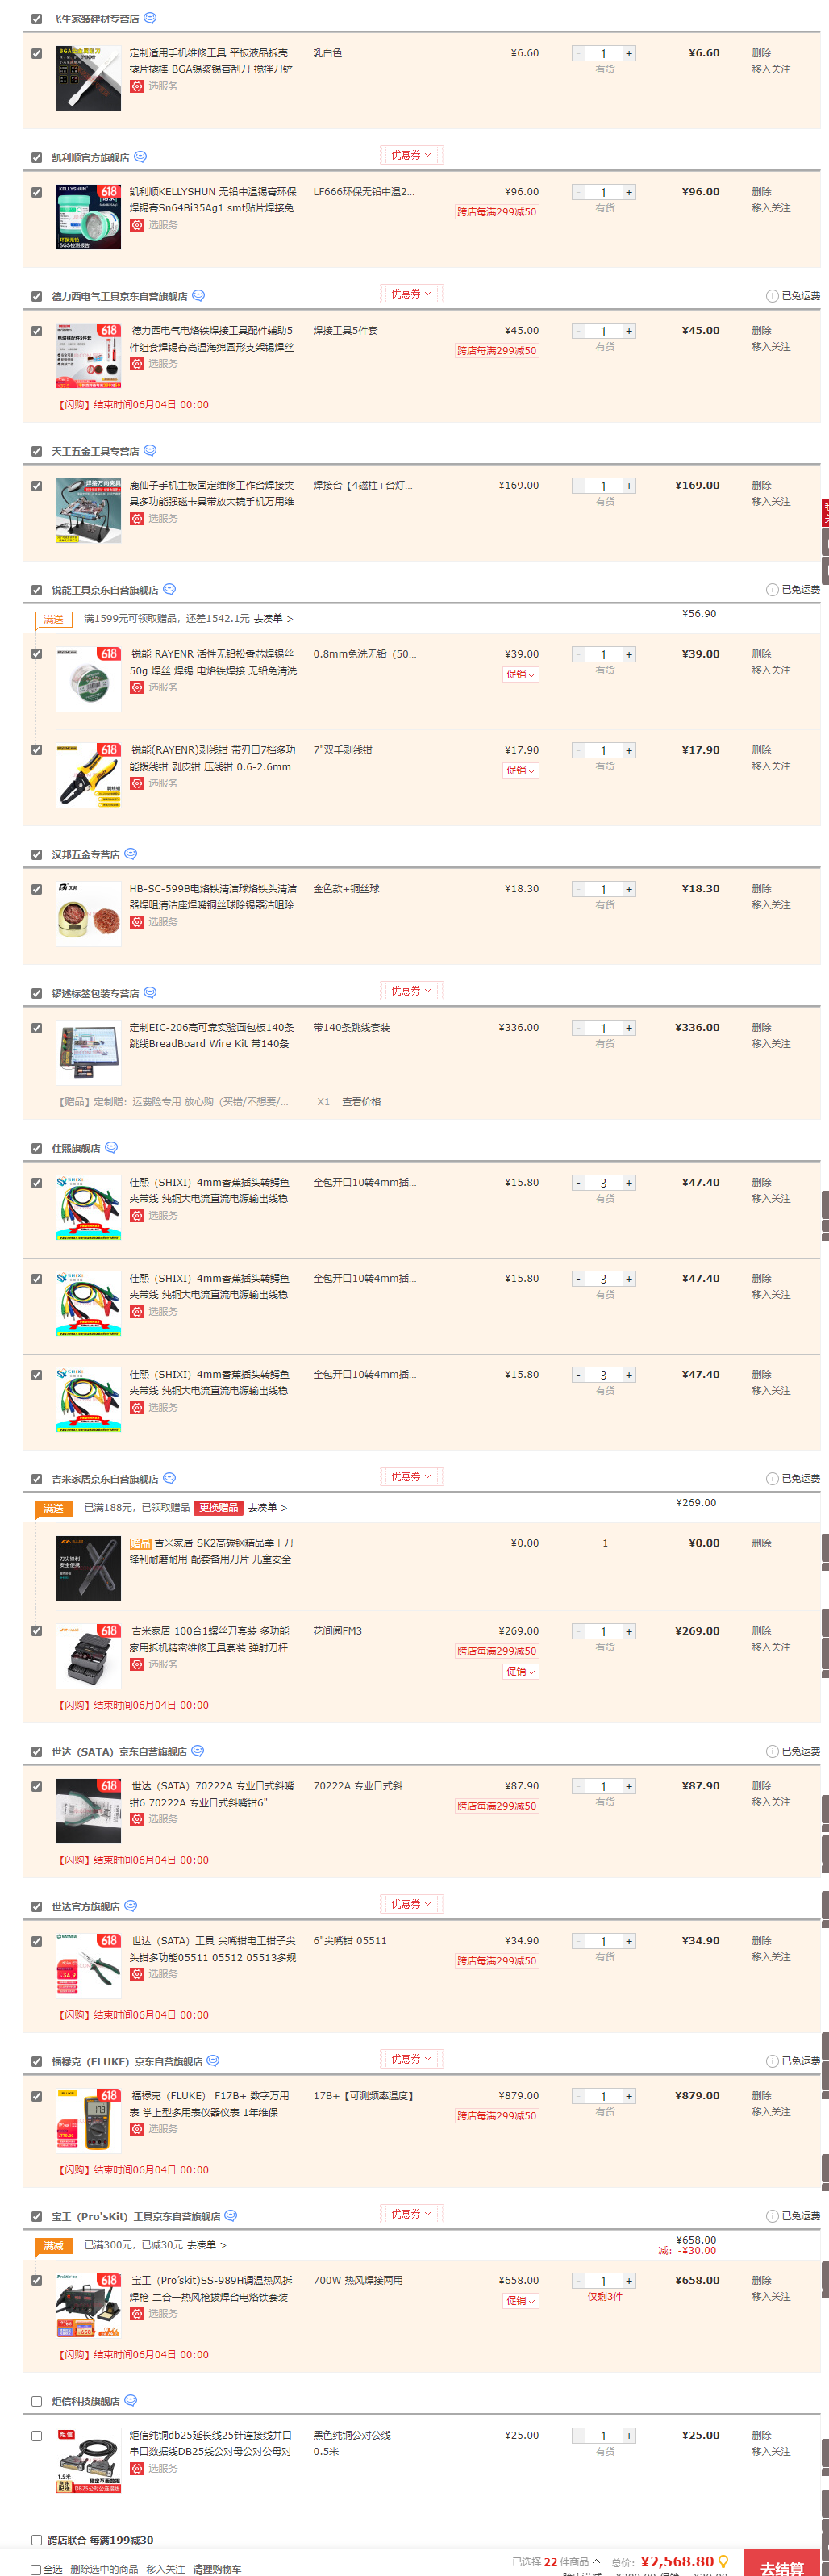 飞生家装建材专营店
定制适用手机维修工具 平板液晶拆壳 乳白色 ¥6.60 - 1 + ¥6.60 删除
撬片撬棒 BGA锡浆锡膏刮刀 搅拌刀铲 有货 移入关注
选服务
凯利顺官方旗舰店 优惠券
凯利顺KELLYSHUN 无铅中温锡膏环保 LF666环保无铅中温2... ¥96.00 - 1 + ¥96.00 删除
焊锡膏Sn64Bi35Ag1 smt贴片焊接免 跨店每满299减50 有货 移入关注
选服务
德力西电气工具京东自营旗舰店 优惠券 已免运费
德力西电气电烙铁焊接工具配件辅助5 焊接工具5件套 ¥45.00 - 1 + ¥45.00 删除
件组套焊锡膏高温海绵圆形支架锡焊丝 跨店每满299减50 有货 移入关注
选服务
【闪购】结束时间06月04日 00:00
天工五金工具专营店
鹿仙子手机主板固定维修工作台焊接夹 焊接台【4磁柱+台灯... ¥169.00 - 1 + ¥169.00 删除
具多功能强磁卡具带放大镜手机万用维 有货 移入关注
选服务
锐能工具京东自营旗舰店 已免运费
满送 满1599元可领取赠品，还差1542.1元 去凑单 > ¥56.90
锐能 RAYENR 活性无铅松香芯焊锡丝 0.8mm免洗无铅（50... ¥39.00 - 1 + ¥39.00 删除
50g 焊丝 焊锡 电烙铁焊接 无铅免清洗 促销 有货 移入关注
选服务
锐能(RAYENR)剥线钳 带刃口7档多功 7"双手剥线钳 ¥17.90 - 1 + ¥17.90 删除
能拨线钳 剥皮钳 压线钳 0.6-2.6mm 促销 有货 移入关注
选服务
汉邦五金专营店
HB-SC-599B电烙铁清洁球烙铁头清洁 金色款+铜丝球 ¥18.30 - 1 + ¥18.30 删除
器焊咀清洁座焊嘴铜丝球除锡器洁咀除 有货 移入关注
选服务
锣述标签包装专营店 优惠券
定制EIC-206高可靠实验面包板140条 带140条跳线套装 ¥336.00 - 1 + ¥336.00 删除
跳线BreadBoard Wire Kit 带140条 有货 移入关注
【赠品】定制赠：运费险专用 放心购（买错/不想要/... X1 查看价格
仕熙旗舰店
仕熙（SHIXI）4mm香蕉插头转鳄鱼 全包开口10转4mm插... ¥15.80 - 3 + ¥47.40 删除
夹带线 纯铜大电流直流电源输出线稳 有货 移入关注
选服务
仕熙（SHIXI）4mm香蕉插头转鳄鱼 全包开口10转4mm插... ¥15.80 - 3 + ¥47.40 删除
夹带线 纯铜大电流直流电源输出线稳 有货 移入关注
选服务
仕熙（SHIXI）4mm香蕉插头转鳄鱼 全包开口10转4mm插... ¥15.80 - 3 + ¥47.40 删除
夹带线 纯铜大电流直流电源输出线稳 有货 移入关注
选服务
吉米家居京东自营旗舰店 优惠券 已免运费
满送 已满188元，已领取赠品 更换赠品 去凑单 > ¥269.00
赠品 吉米家居 SK2高碳钢精品美工刀 ¥0.00 1 ¥0.00 删除
锋利耐磨耐用 配套备用刀片 儿童安全
吉米家居 100合1螺丝刀套装 多功能 花间阅FM3 ¥269.00 - 1 + ¥269.00 删除
家用拆机精密维修工具套装 弹射刀杆 跨店每满299减50 有货 移入关注
选服务 促销
【闪购】结束时间06月04日 00:00
世达（SATA）京东自营旗舰店 已免运费
世达（SATA）70222A 专业日式斜嘴 70222A 专业日式斜... ¥87.90 - 1 + ¥87.90 删除
钳6 70222A 专业日式斜嘴钳6" 跨店每满299减50 有货 移入关注
选服务
【闪购】结束时间06月04日 00:00
世达官方旗舰店 优惠券
世达（SATA）工具 尖嘴钳电工钳子尖 6"尖嘴钳 05511 ¥34.90 - 1 + ¥34.90 删除
头钳多功能05511 05512 05513多规 跨店每满299减50 有货 移入关注
选服务
【闪购】结束时间06月04日 00:00
福禄克（FLUKE）京东自营旗舰店 优惠券 已免运费
福禄克（FLUKE） F17B+ 数字万用 17B+【可测频率温度】 ¥879.00 - 1 + ¥879.00 删除
表 掌上型多用表仪器仪表 1年维保 跨店每满299减50 有货 移入关注
选服务
【闪购】结束时间06月04日 00:00
宝工（Pro'sKit）工具京东自营旗舰店 优惠券 已免运费
满减 已满300元，已减30元 去凑单 > ¥658.00
减：-¥30.00
宝工（Pro'skit)SS-989H调温热风拆 700W 热风焊接两用 ¥658.00 - 1 + ¥658.00 删除
焊枪 二合一热风枪拔焊台电烙铁套装 促销 仅剩3件 移入关注
选服务
【闪购】结束时间06月04日 00:00
炬信科技旗舰店
炬信纯铜db25延长线25针连接线并口 黑色纯铜公对公线 ¥25.00 - 1 + ¥25.00 删除
串口数据线DB25线公对母公对公母对 0.5米 有货 移入关注
选服务
跨店联合 每满199减30
全选 删除选中的商品 移入关注 清理购物车 已选择 22 件商品 总价： ¥2,568.80 去结算